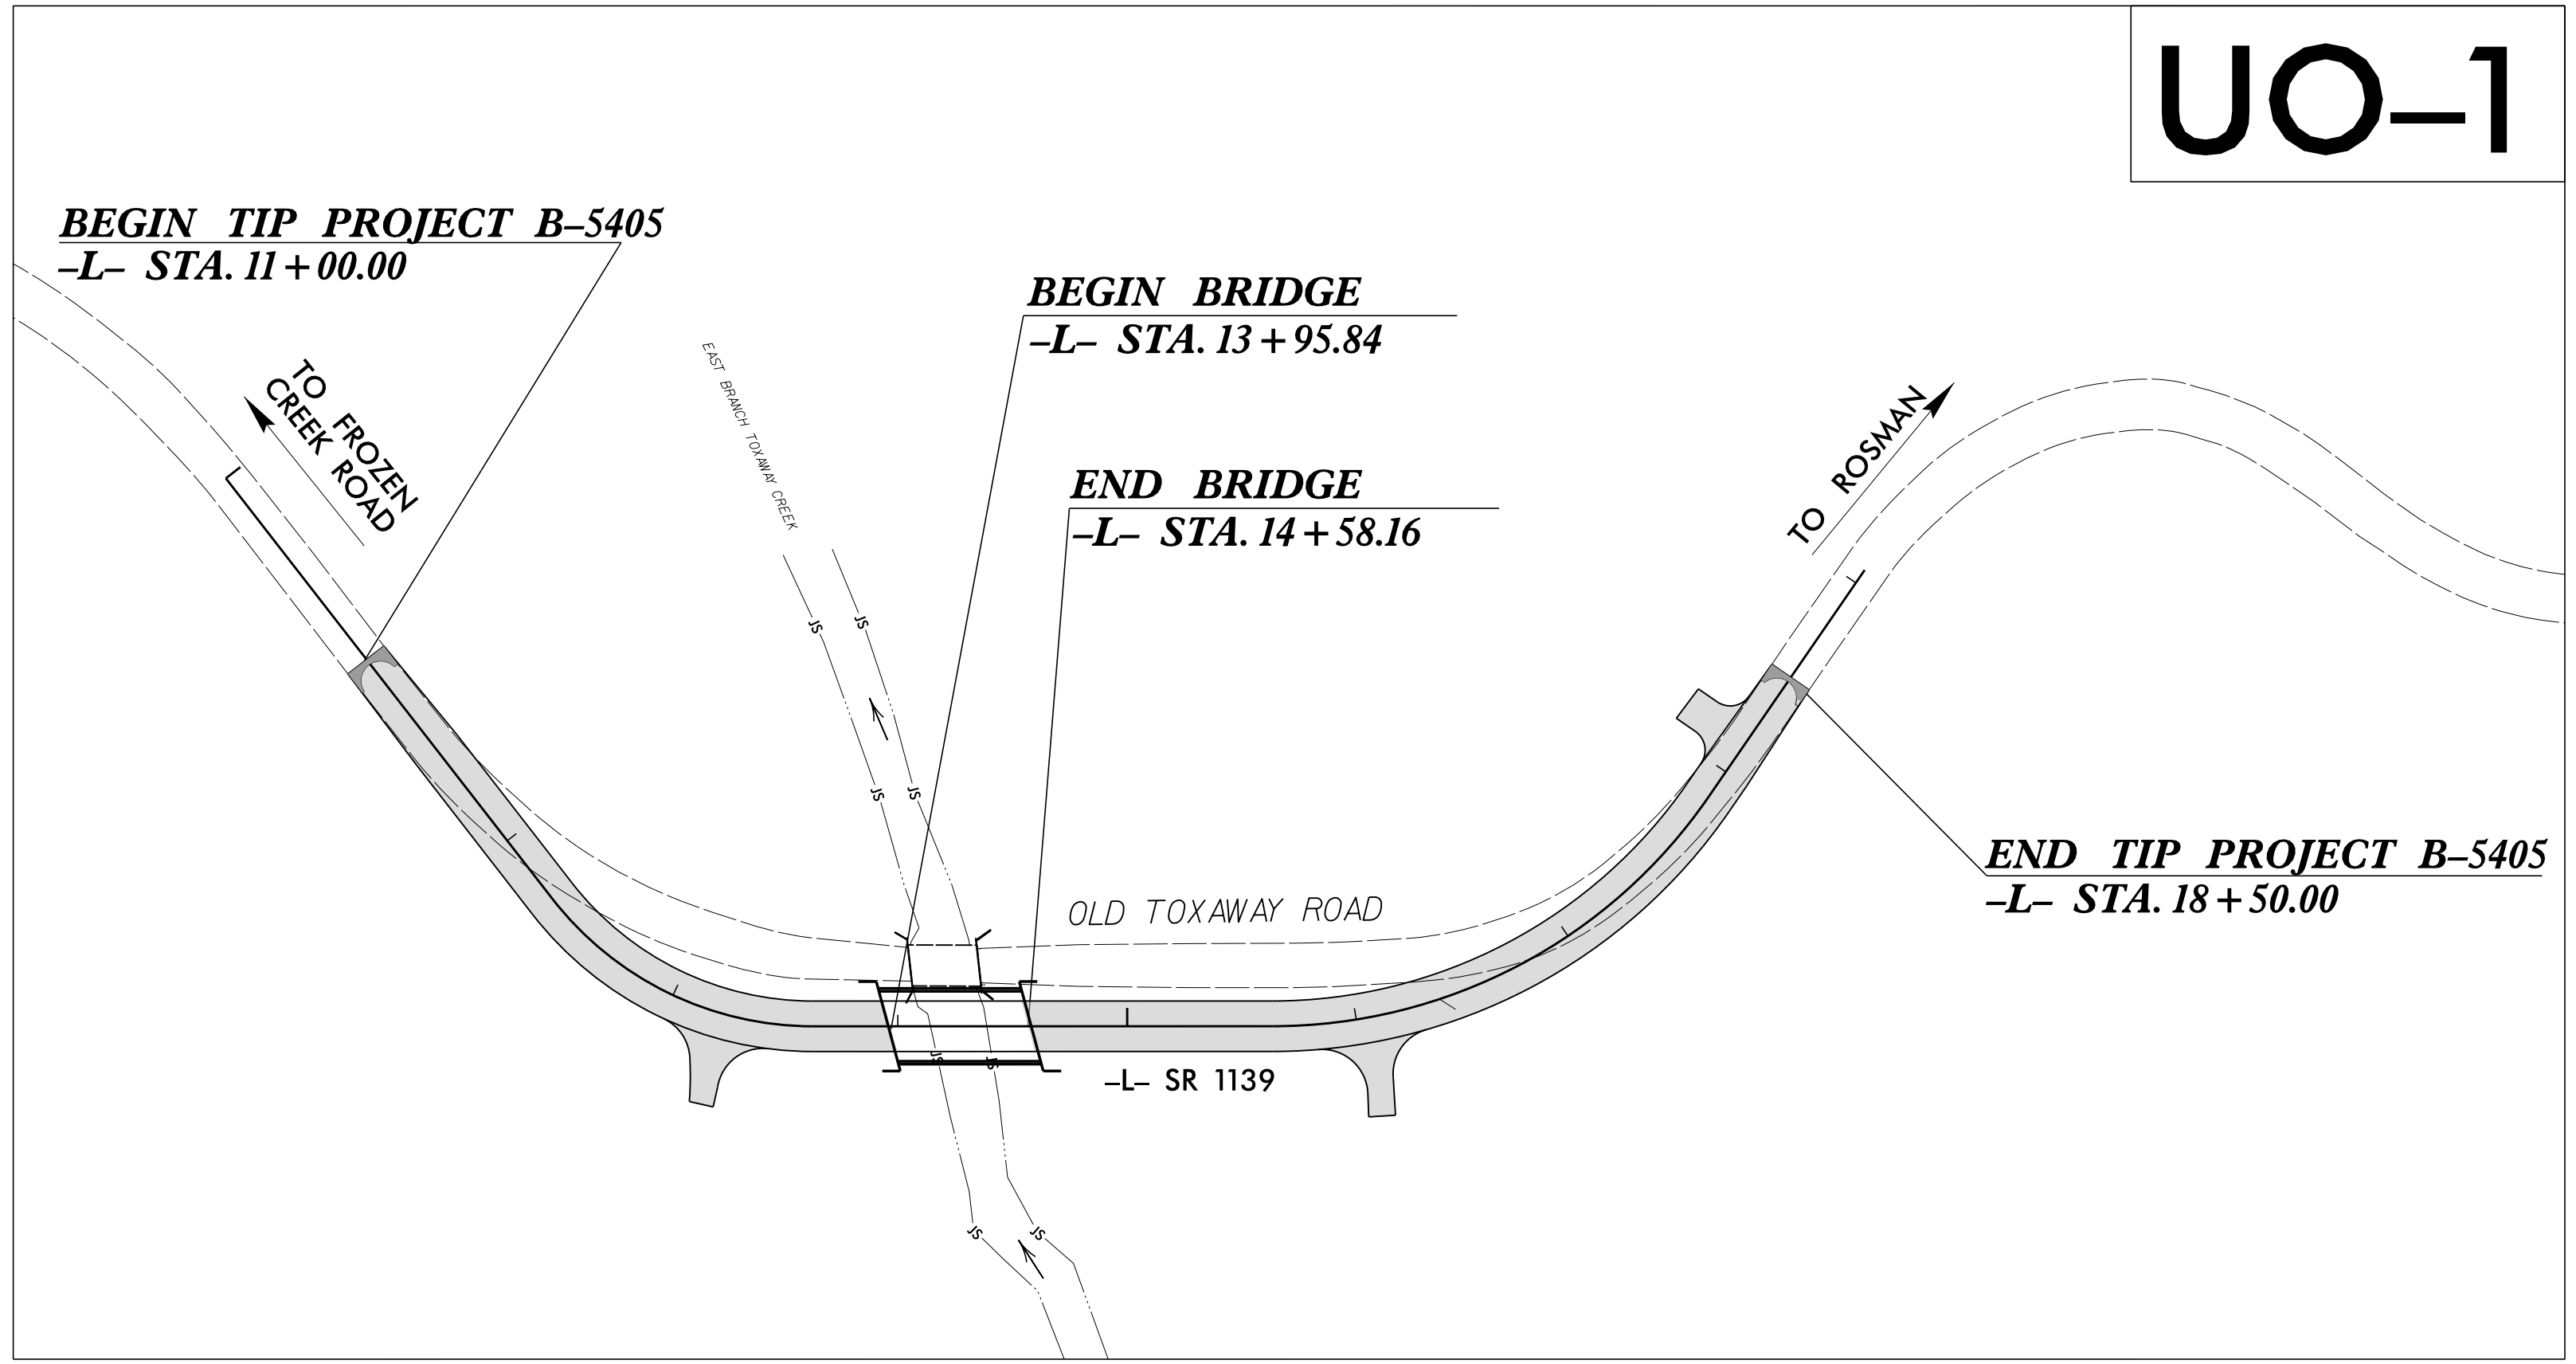 UO–1
BEGIN TIP PROJECT B–5405
–L– STA. 11+00.00
BEGIN BRIDGE
–L– STA. 13+95.84
EAST BRANCH TOXAWAY CREEK
TO FROZEN
CREEK ROAD
TO ROSMAN
END BRIDGE
–L– STA. 14+58.16
JS
JS
JS
JS
END TIP PROJECT B–5405
–L– STA. 18+50.00
OLD TOXAWAY ROAD
JS
JS
–L– SR 1139
JS
JS